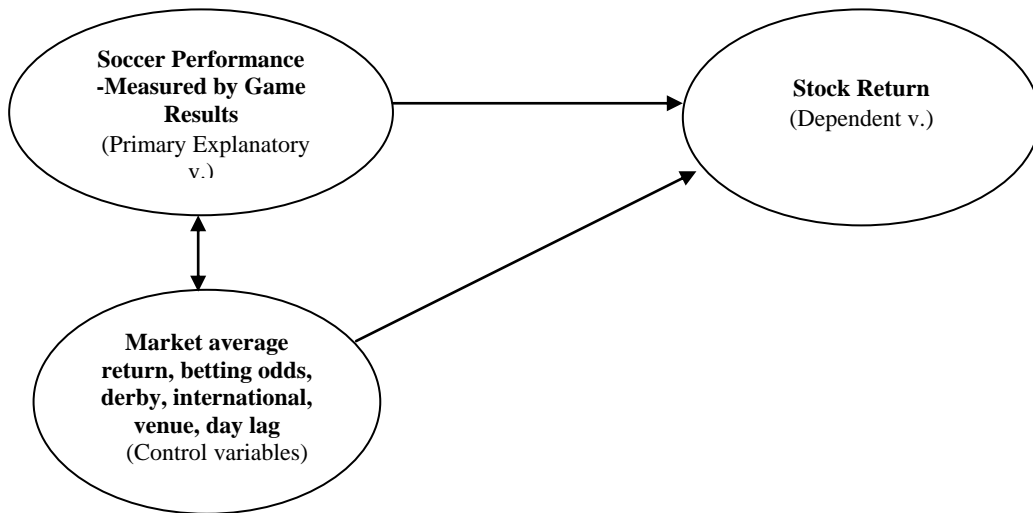 Soccer Performance
-Measured by Game
Results
(Primary Explanatory
v.)
Stock Return
(Dependent v.)
Market average
return, betting odds,
derby, international,
venue, day lag
(Control variables)